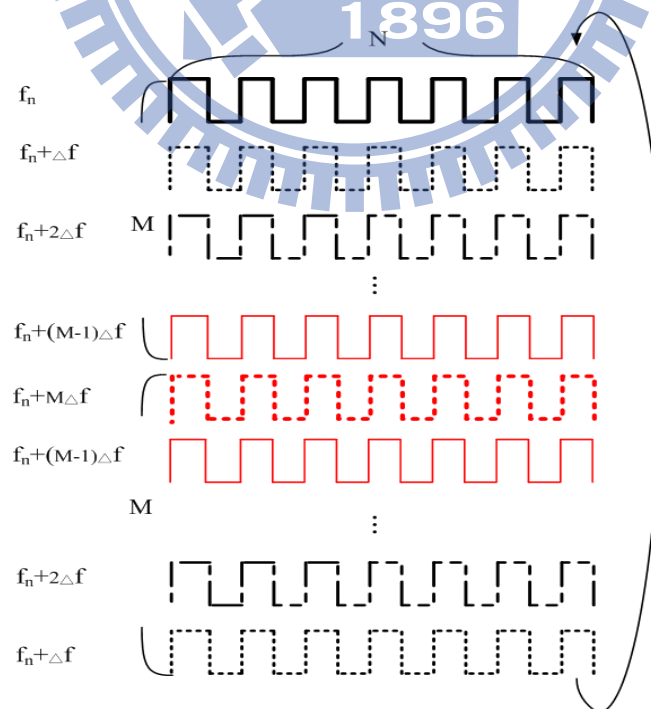 1896
N
fₙ
fₙ+△f
fₙ+2△f
M
⋮
fₙ+(M-1)△f
fₙ+M△f
fₙ+(M-1)△f
M
⋮
fₙ+2△f
fₙ+△f